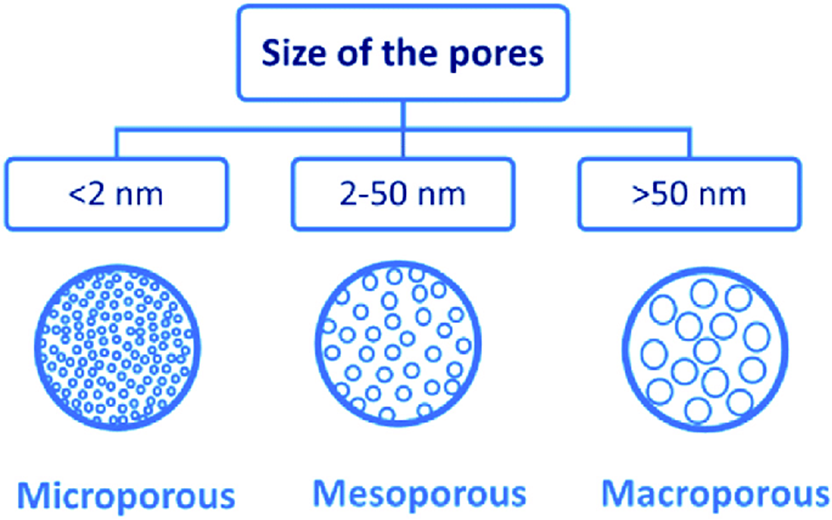 Size of the pores
<2 nm
2-50 nm
>50 nm
Microporous
Mesoporous
Macroporous